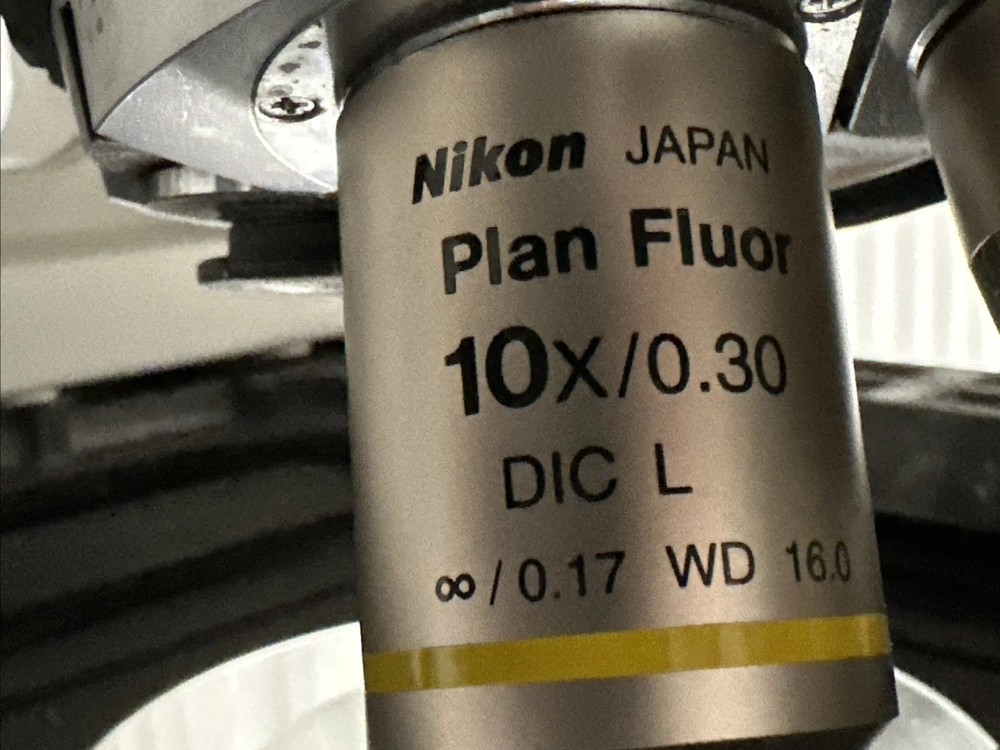 Nikon JAPAN
Plan Fluor
10x/0.30
DIC L
∞/0.17 WD 16.0